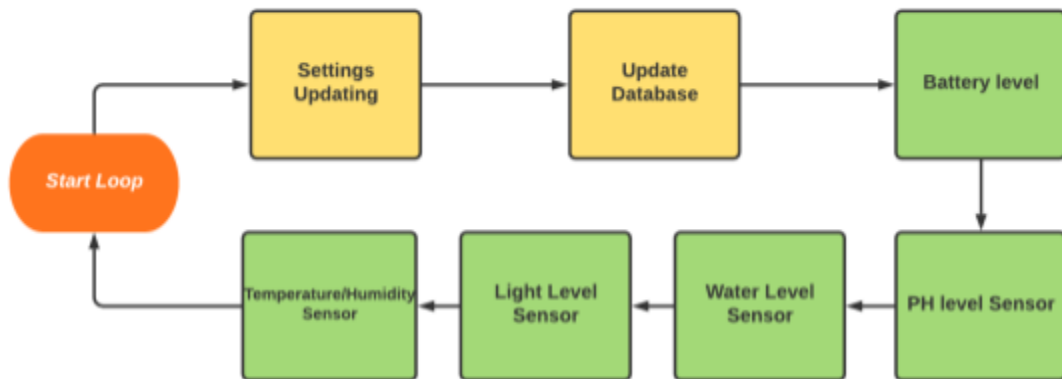 Start Loop
Settings
Updating
Update
Database
Battery level
PH level Sensor
Water Level
Sensor
Light Level
Sensor
Temperature/Humidity
Sensor